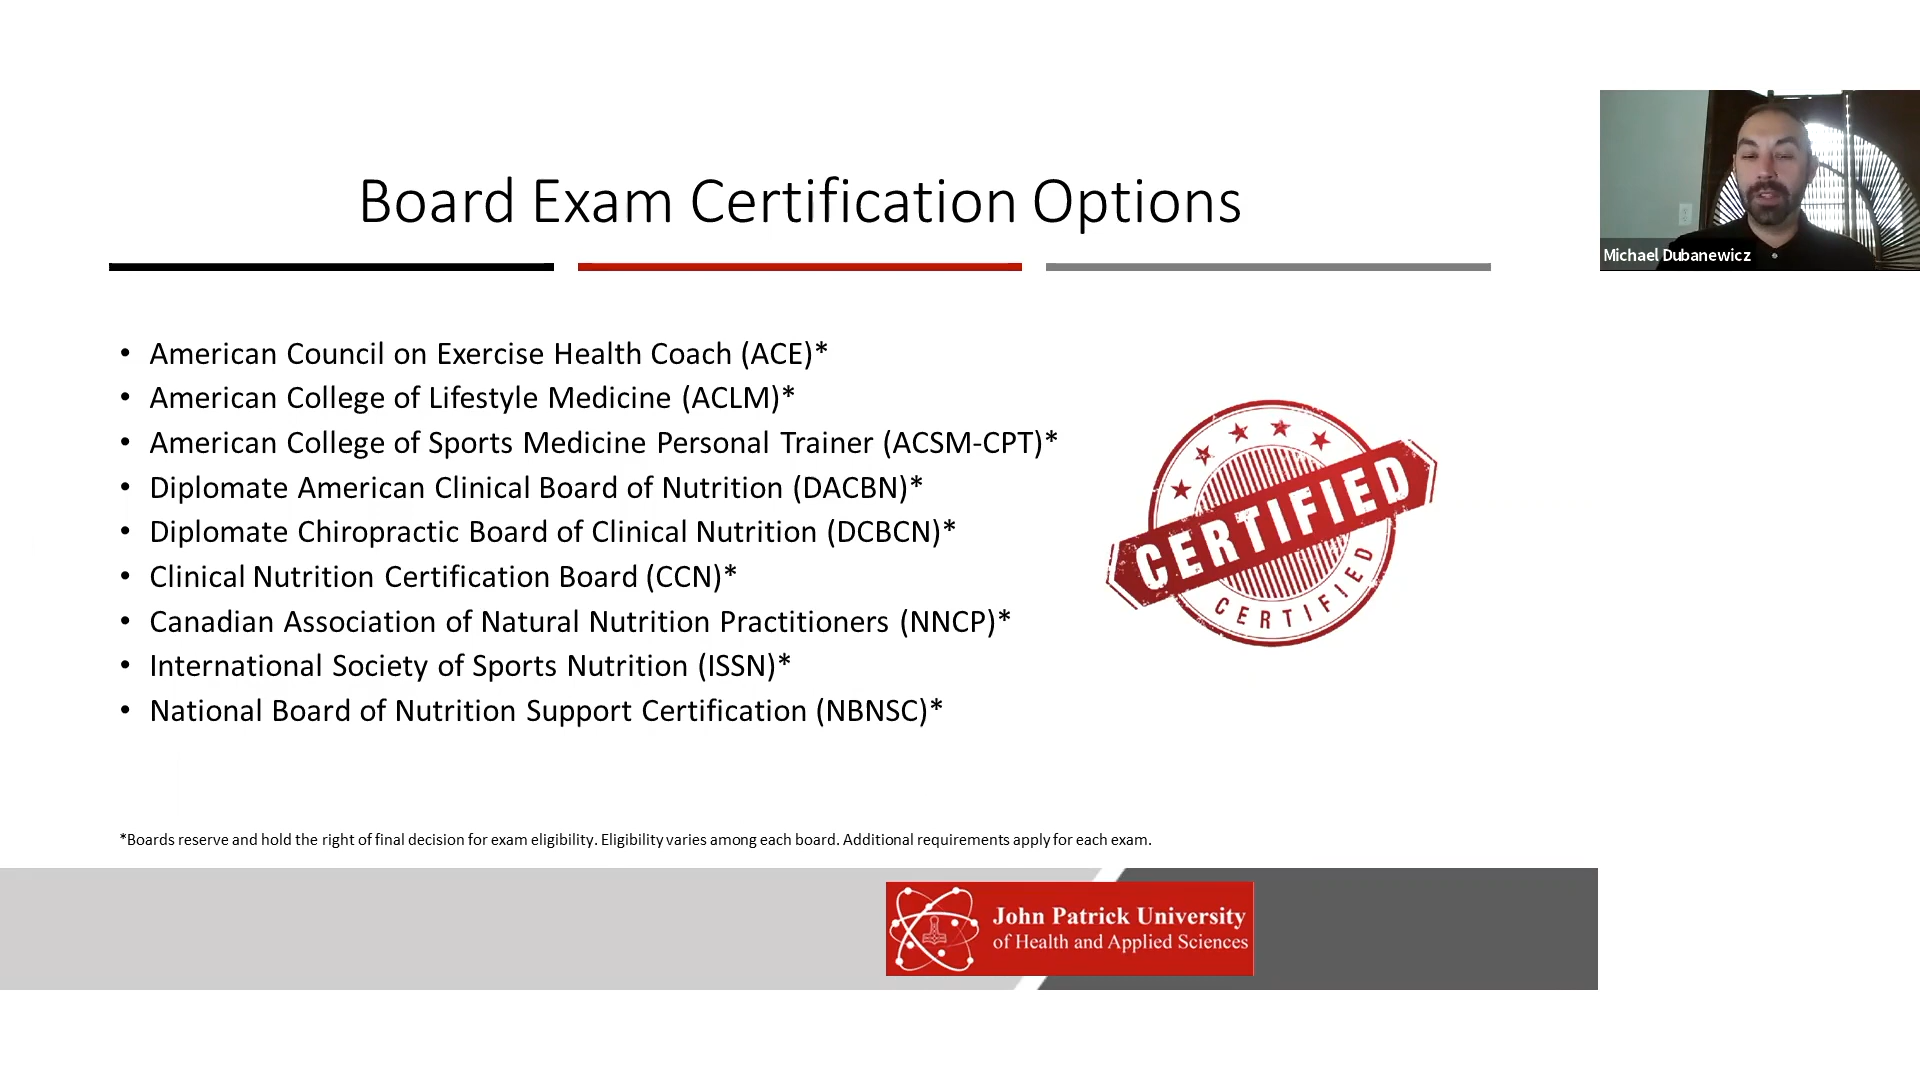 Board Exam Certification Options
Michael Dubanewicz
• American Council on Exercise Health Coach (ACE)*
• American College of Lifestyle Medicine (ACLM)*
• American College of Sports Medicine Personal Trainer (ACSM-CPT)*
• Diplomate American Clinical Board of Nutrition (DACBN)*
• Diplomate Chiropractic Board of Clinical Nutrition (DCBCN)*
• Clinical Nutrition Certification Board (CCN)*
• Canadian Association of Natural Nutrition Practitioners (NNCP)*
• International Society of Sports Nutrition (ISSN)*
• National Board of Nutrition Support Certification (NBNSC)*
CERTIFIED
CERTIFIED
*Boards reserve and hold the right of final decision for exam eligibility. Eligibility varies among each board. Additional requirements apply for each exam.
John Patrick University
of Health and Applied Sciences